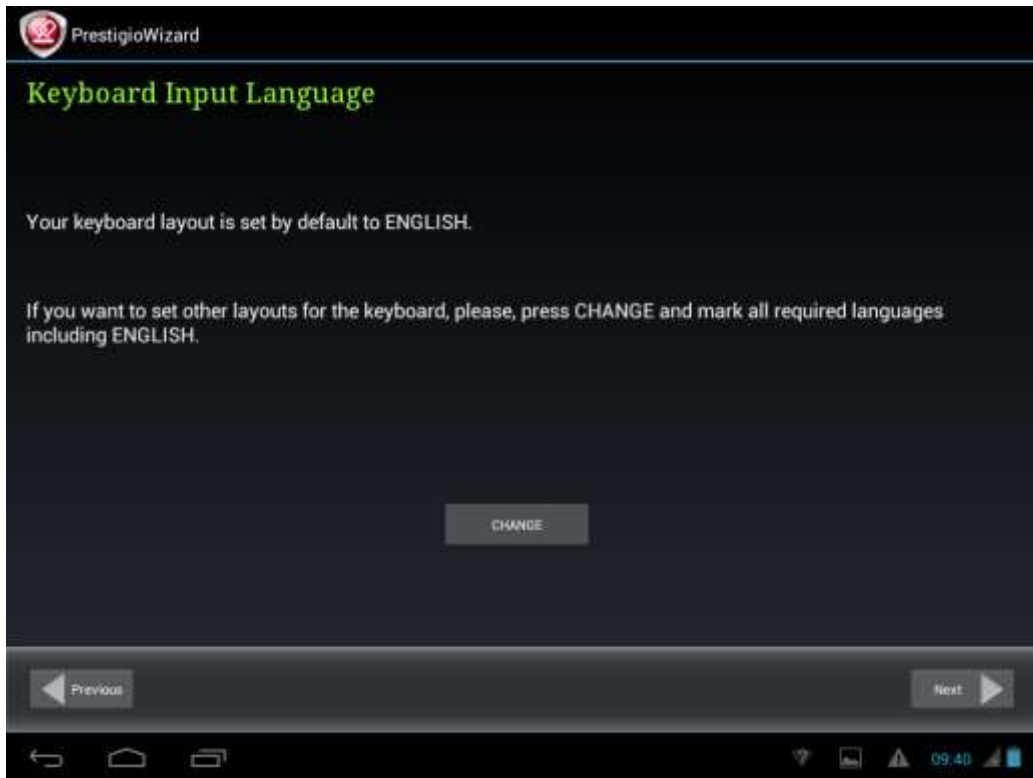 PrestigioWizard
Keyboard Input Language
Your keyboard layout is set by default to ENGLISH.
If you want to set other layouts for the keyboard, please, press CHANGE and mark all required languages
including ENGLISH.
CHANGE
Previous
Next
09:40